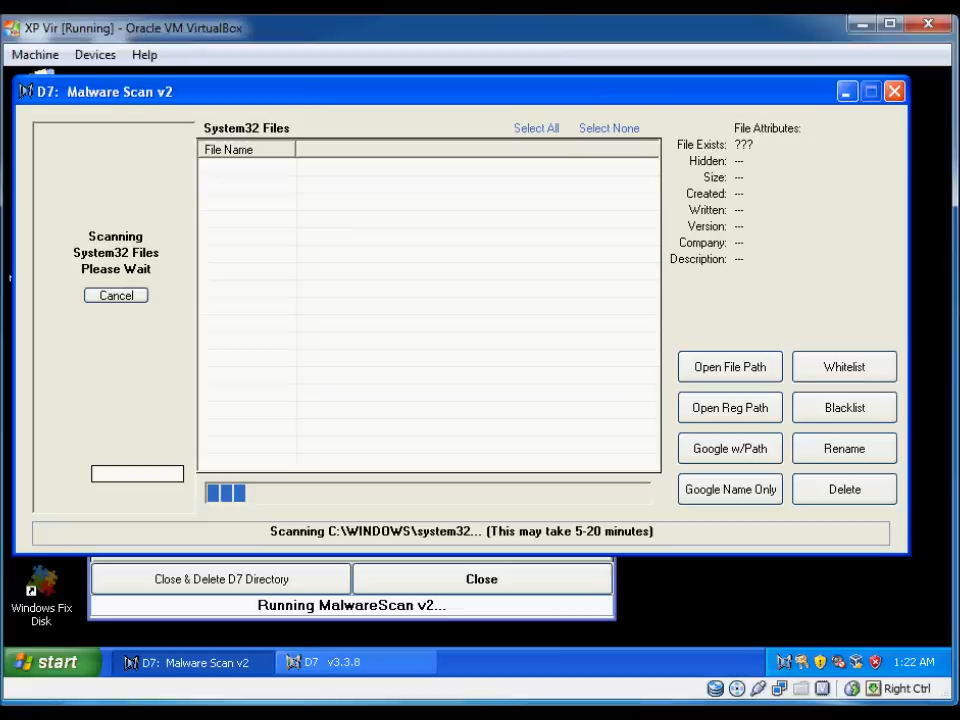 XP Vir [Running] - Oracle VM VirtualBox
Machine Devices Help
D7: Malware Scan v2
System32 Files Select All Select None File Attributes:
File Name
File Exists: ???
Hidden: ---
Size: ---
Created: ---
Written: ---
Version: ---
Company: ---
Description: ---
Scanning
System32 Files
Please Wait
Cancel
Open File Path Whitelist
Open Reg Path Blacklist
Google w/Path Rename
Google Name Only Delete
Scanning C:\WINDOWS\system32... (This may take 5-20 minutes)
Close & Delete D7 Directory Close
Running MalwareScan v2...
Windows Fix
Disk
start D7: Malware Scan v2 D7 v3.3.8 1:22 AM
Right Ctrl